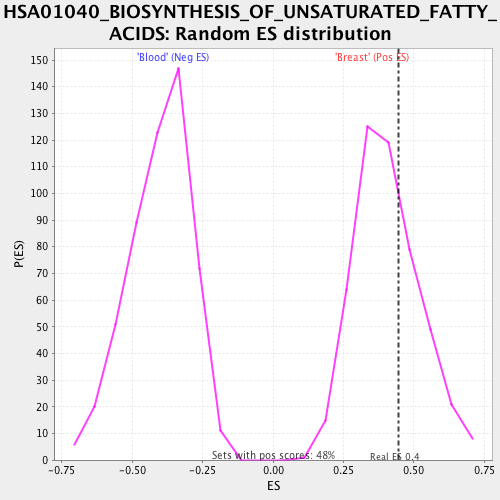 HSA01040_BIOSYNTHESIS_OF_UNSATURATED_FATTY_
ACIDS: Random ES distribution
'Blood' (Neg ES)
'Breast' (Pos ES)
150
140
130
120
110
100
90
80
70
60
50
40
30
20
10
0
P(ES)
Sets with pos scores: 48%
Real ES 0.4
-0.75
-0.50
-0.25
0.00
0.25
0.50
0.75
ES